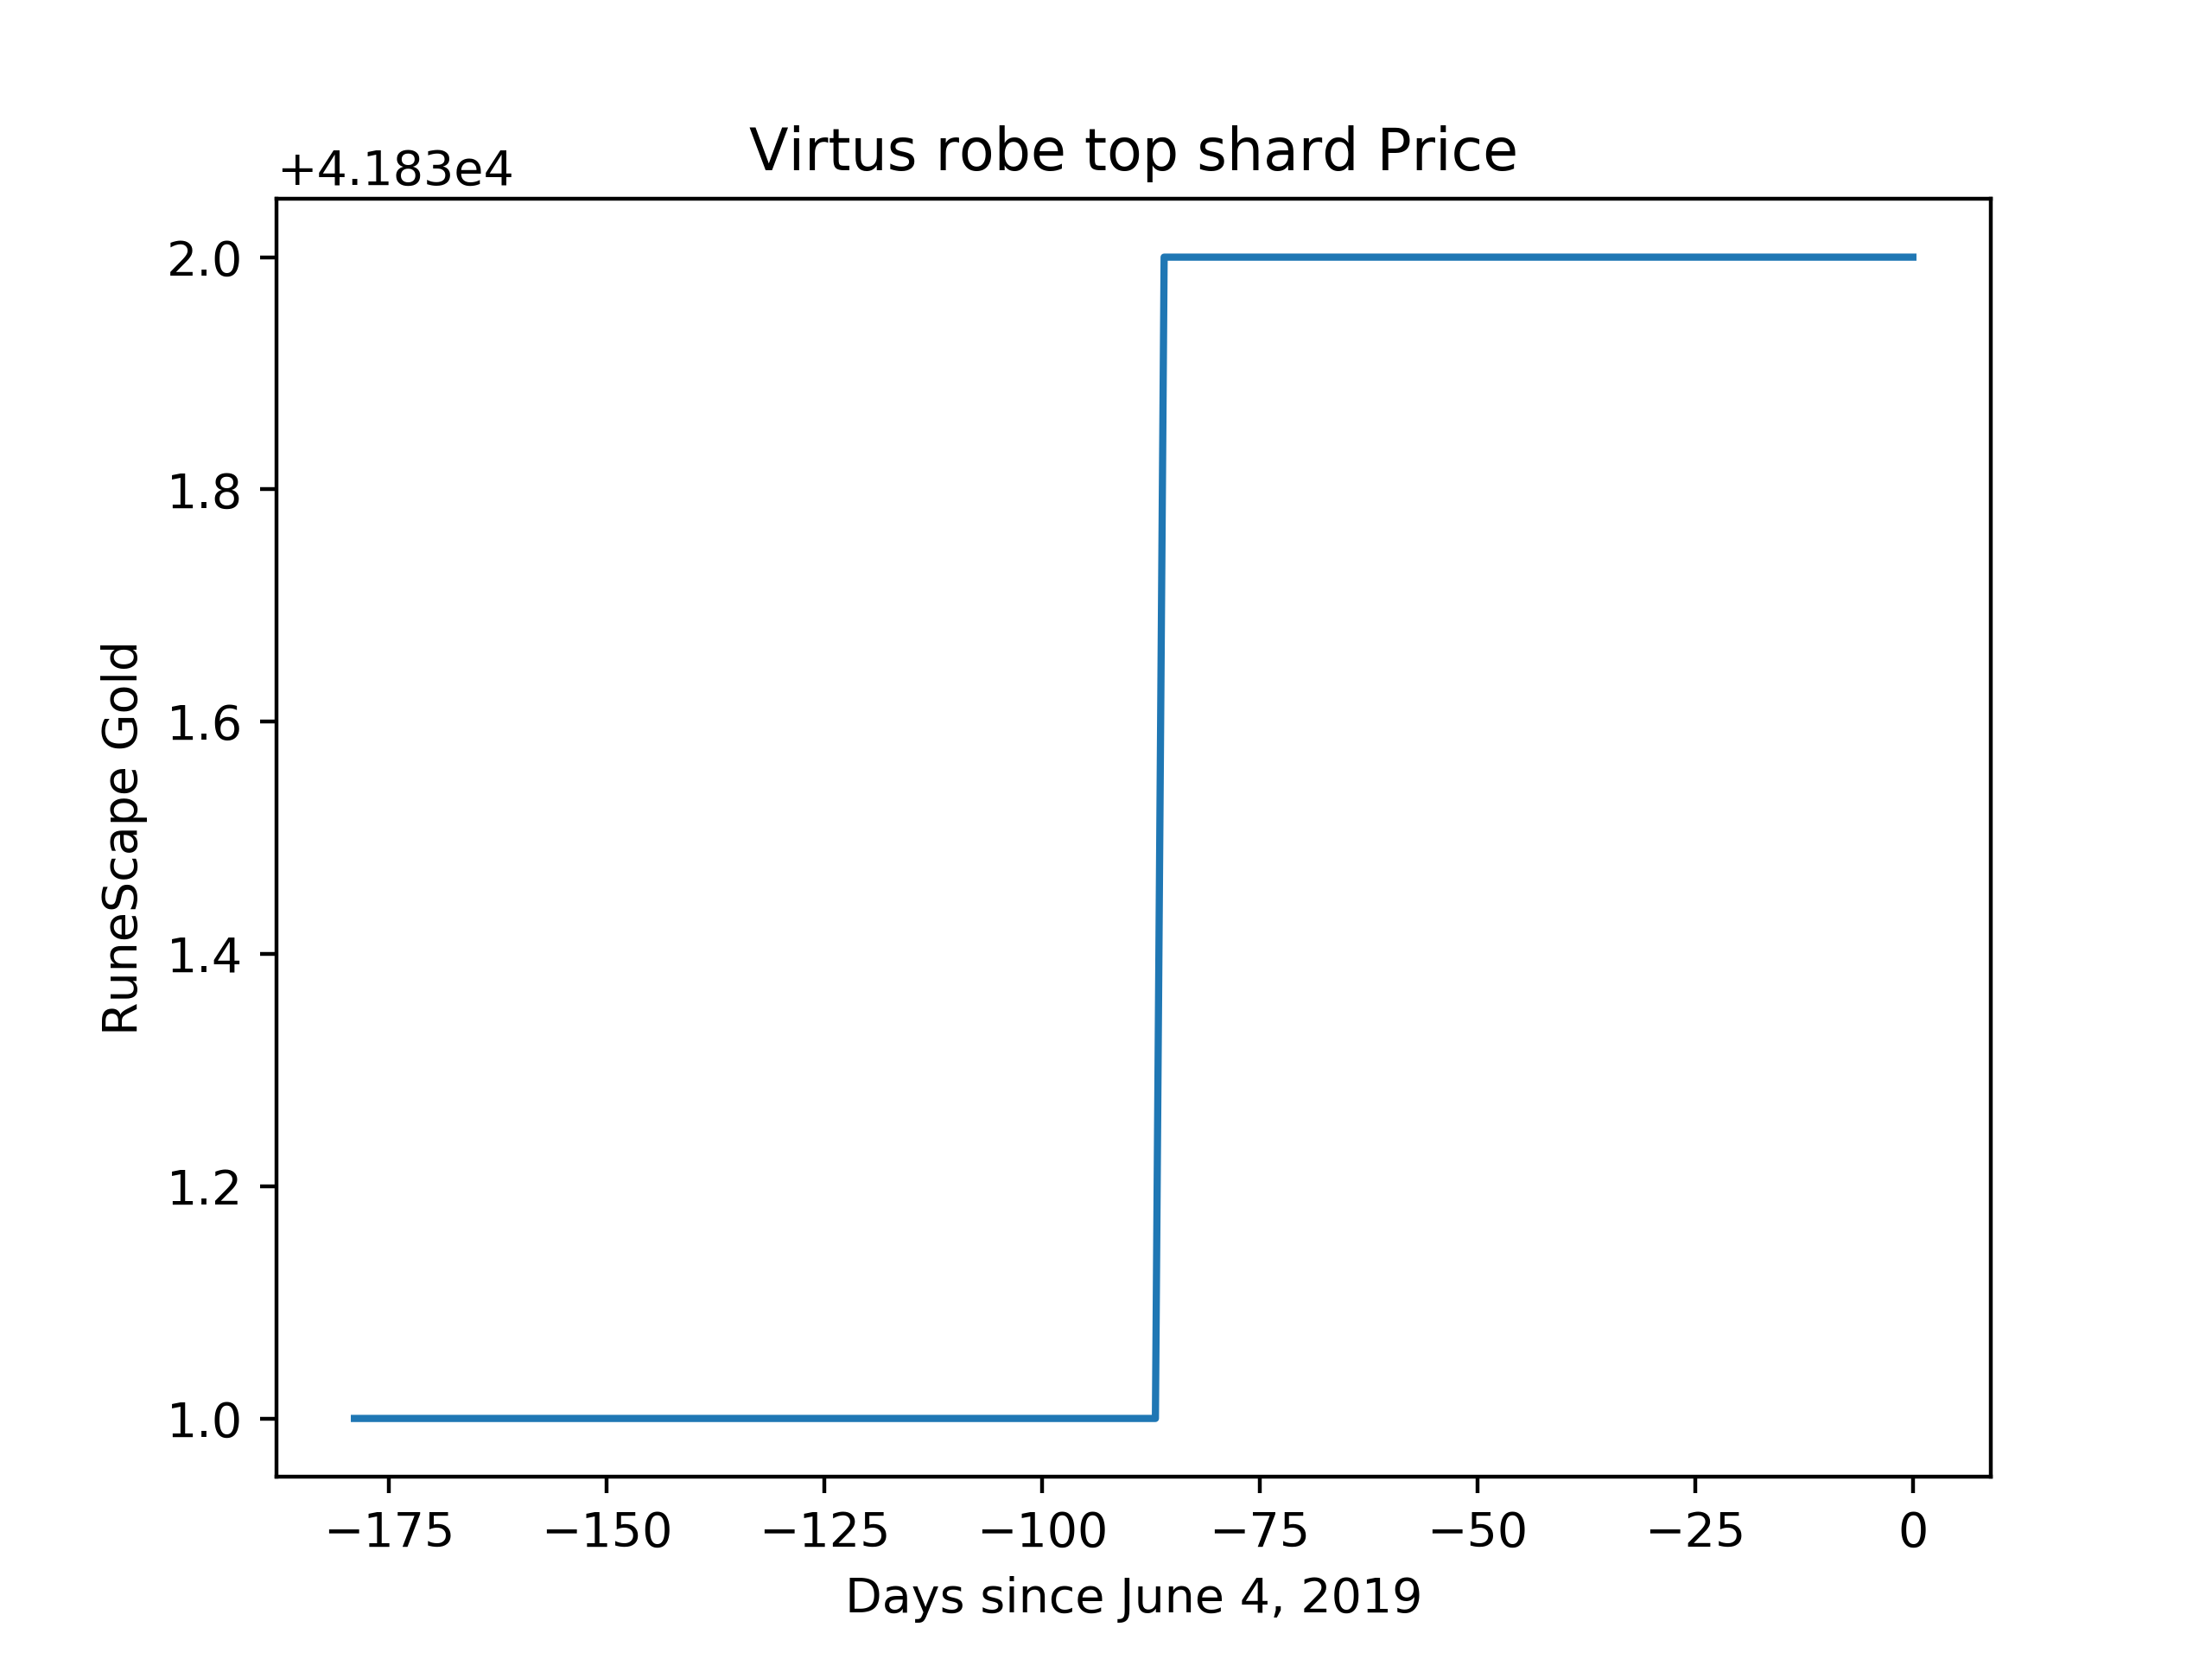 Virtus robe top shard Price
+4.183e4
2.0
1.8
1.6
1.4
1.2
1.0
RuneScape Gold
−175 −150 −125 −100 −75 −50 −25 0
Days since June 4, 2019